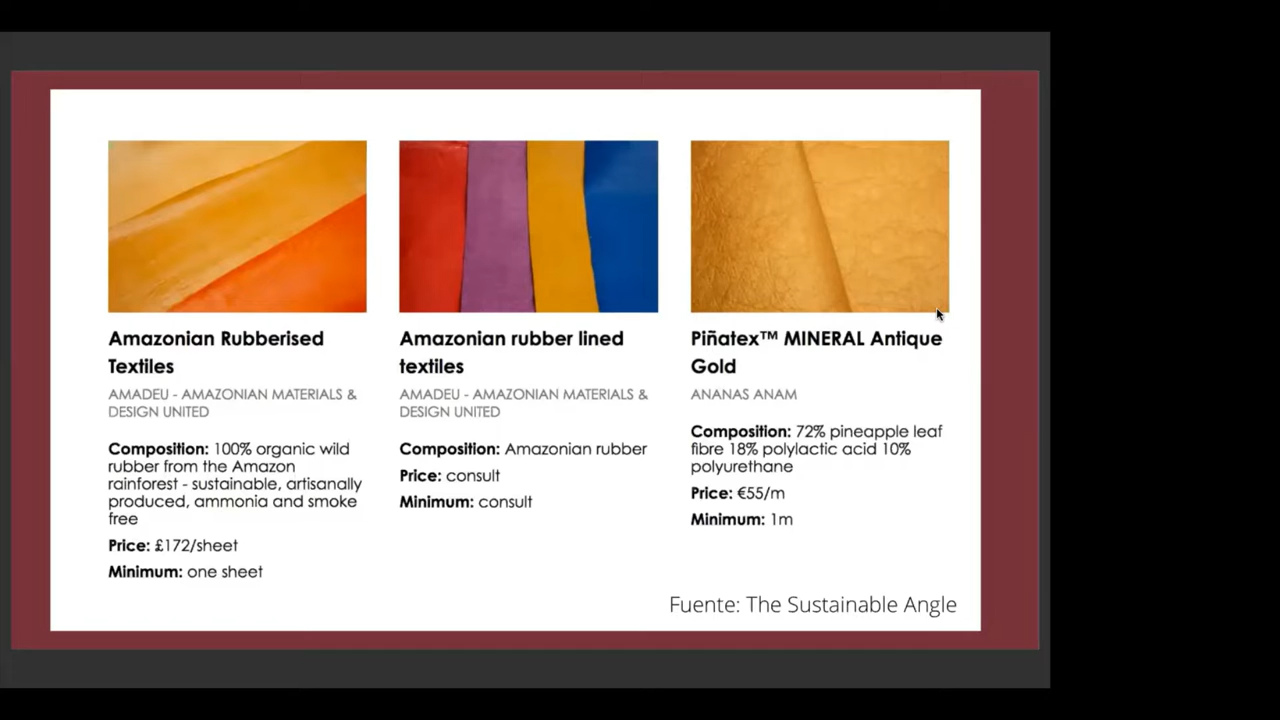 Amazonian Rubberised
Textiles
AMADEU - AMAZONIAN MATERIALS &
DESIGN UNITED
Composition: 100% organic wild
rubber from the Amazon
rainforest - sustainable, artisanally
produced, ammonia and smoke
free
Price: £172/sheet
Minimum: one sheet
Amazonian rubber lined
textiles
AMADEU - AMAZONIAN MATERIALS &
DESIGN UNITED
Composition: Amazonian rubber
Price: consult
Minimum: consult
Piñatex™ MINERAL Antique
Gold
ANANAS ANAM
Composition: 72% pineapple leaf
fibre 18% polylactic acid 10%
polyurethane
Price: €55/m
Minimum: 1m
Fuente: The Sustainable Angle